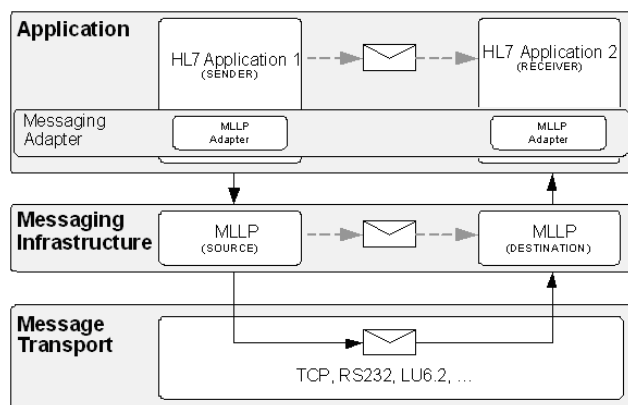 Application
HL7 Application 1
(SENDER)
HL7 Application 2
(RECEIVER)
Messaging
Adapter
MLLP
Adapter
MLLP
Adapter
Messaging
Infrastructure
MLLP
(SOURCE)
MLLP
(DESTINATION)
Message
Transport
TCP, RS232, LU6.2, ...